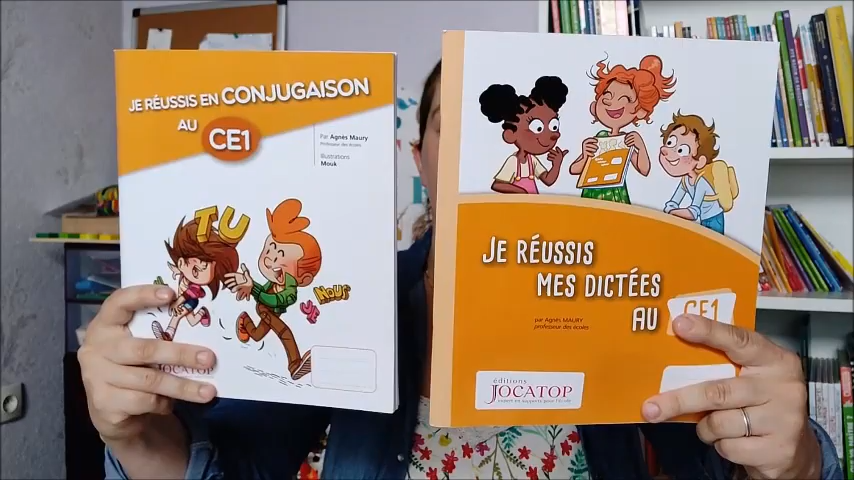 JE RÉUSSIS EN CONJUGAISON
AU CE1
Par Agnès Maury
Professeur des écoles
Illustrations
Mouk
TU
JE
NOUS
JOCATOP
JE RÉUSSIS
MES DICTÉES
AU CE1
par Agnès MAURY
professeur des écoles
éditions
JOCATOP